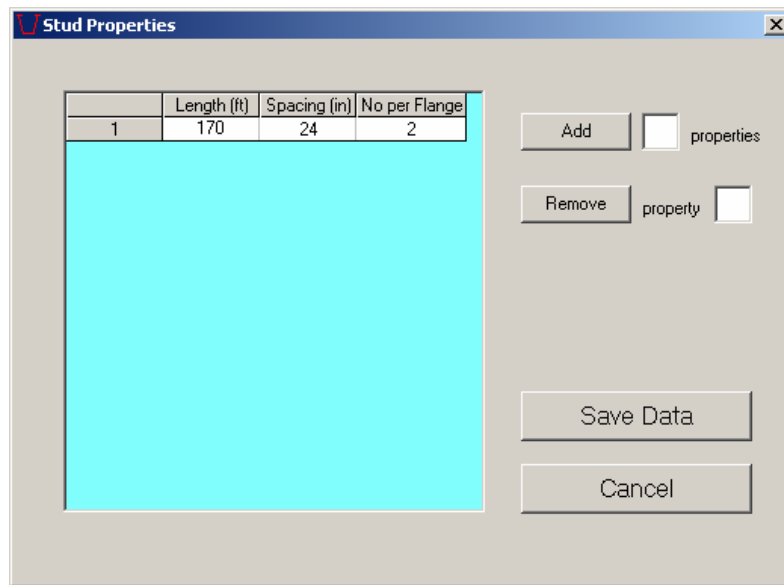 Stud Properties
Length (ft) Spacing (in) No per Flange
1 170 24 2
Add properties
Remove property
Save Data
Cancel